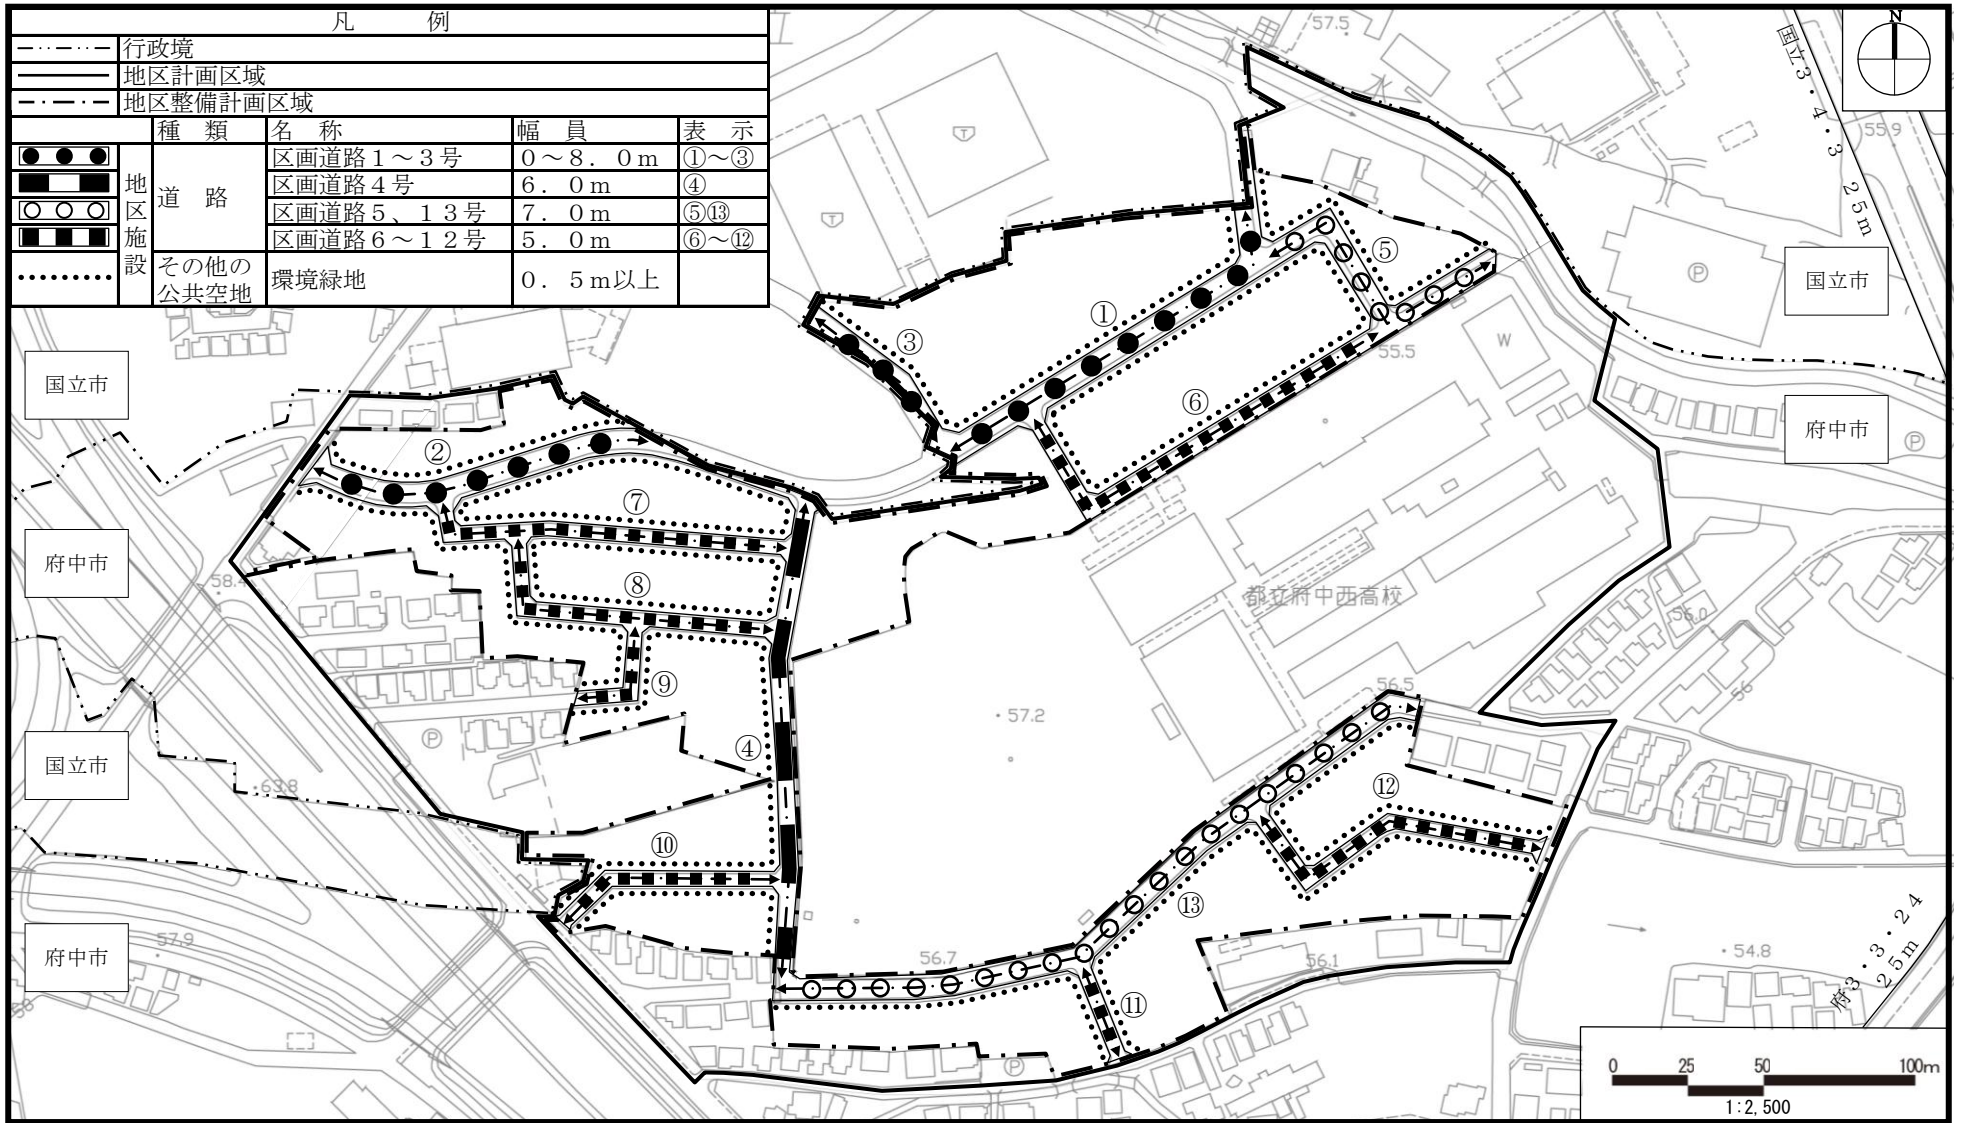 凡　例
行政境
地区計画区域
地区整備計画区域
種　類 名　称 幅　員 表　示
地区施設
道　路
区画道路１～３号 ０～８．０ｍ ①～③
区画道路４号 ６．０ｍ ④
区画道路５、１３号 ７．０ｍ ⑤⑬
区画道路６～１２号 ５．０ｍ ⑥～⑫
その他の
公共空地
環境緑地 ０．５ｍ以上
N
国立３・４・３　２５ｍ
57.5
55.9
T
T
P
国立市
府中市
P
W
55.5
①
③
⑤
⑥
国立市
府中市
国立市
府中市
②
⑦
⑧
⑨
④
⑩
58.4
63.8
57.9
P
都立府中西高校
57.2
56.0
56
56.5
⑫
⑬
⑪
56.7
56.1
54.8
P
府３・３・２４
２５ｍ
0 25 50 100m
1:2,500